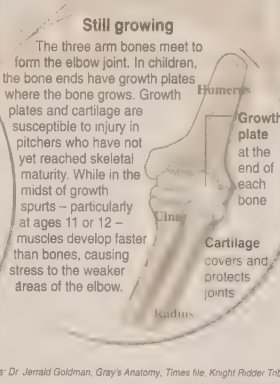 Still growing
The three arm bones meet to
form the elbow joint. In children,
the bone ends have growth plates
where the bone grows. Growth
plates and cartilage are
susceptible to injury in
pitchers who have not
yet reached skeletal
maturity. While in the
midst of growth
spurts – particularly
at ages 11 or 12 –
muscles develop faster
than bones, causing
stress to the weaker
areas of the elbow.
Humerus
Growth
plate
at the
end of
each
bone
Ulna
Cartilage
covers and
protects
joints
Radius
Dr Jerrald Goldman, Gray's Anatomy, Times file, Knight Ridder